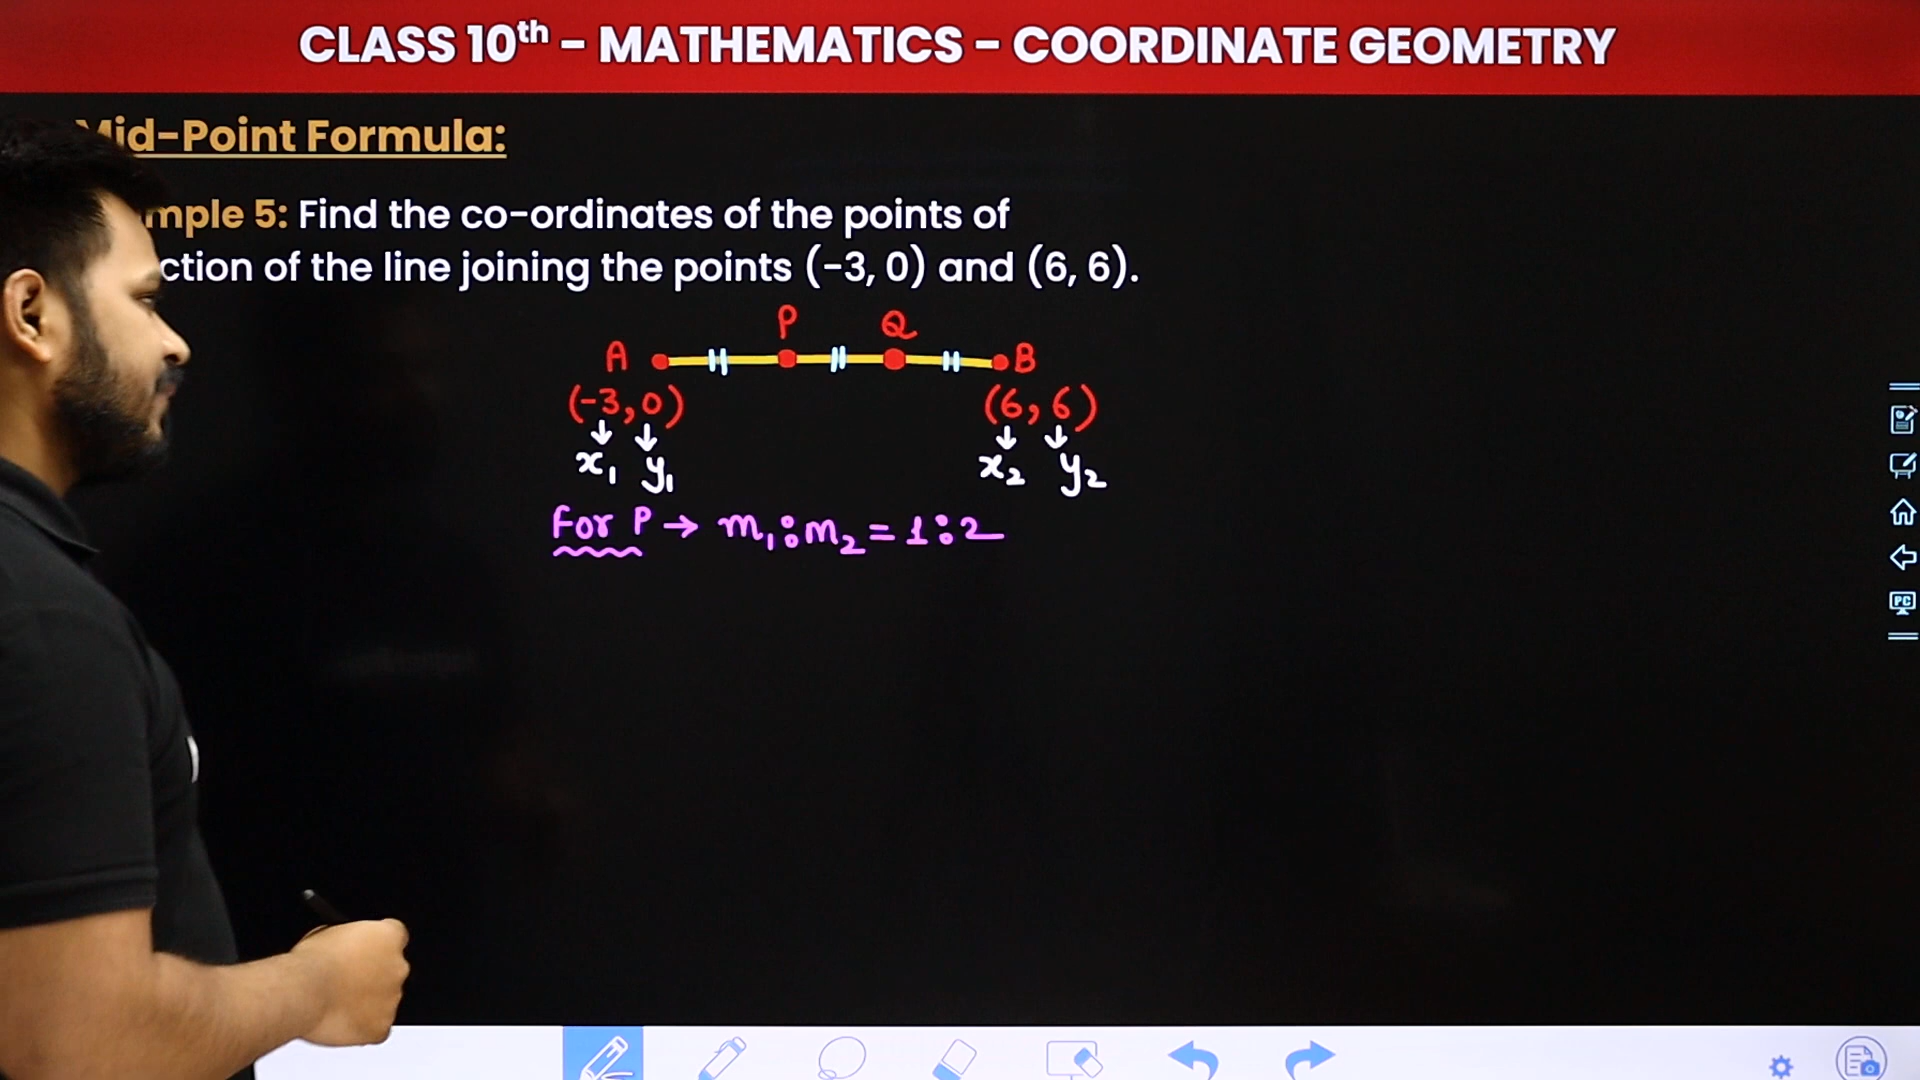 CLASS 10th - MATHEMATICS - COORDINATE GEOMETRY
Mid-Point Formula:
mple 5: Find the co-ordinates of the points of
ction of the line joining the points (-3, 0) and (6, 6).
P Q
A B
(-3, 0) (6, 6)
x1 y1 x2 y2
For P → m1 : m2 = 1 : 2
PC